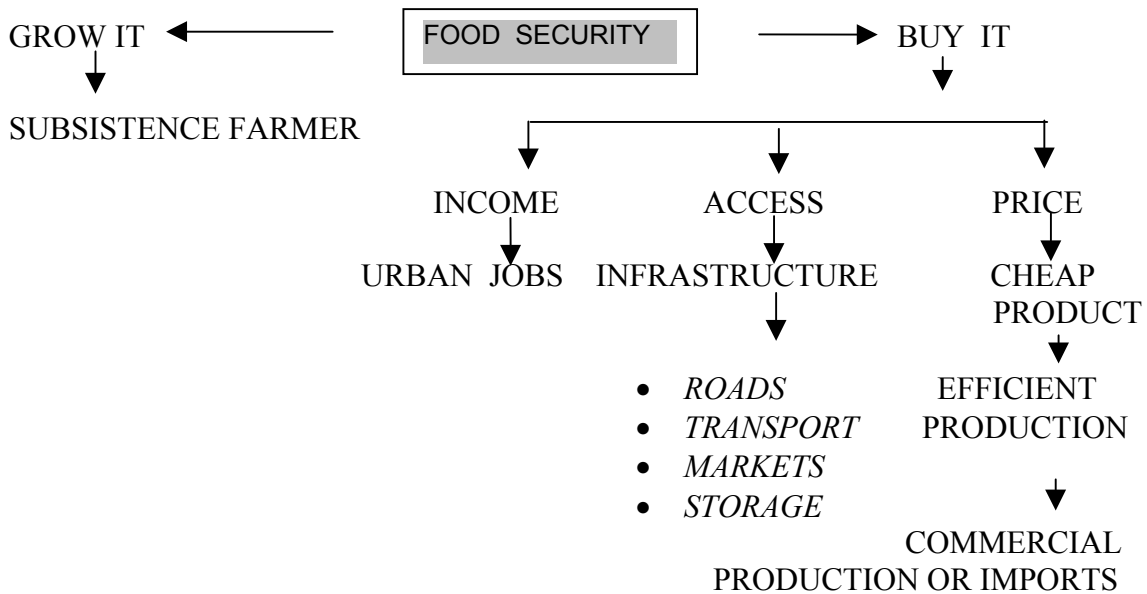 GROW IT
FOOD SECURITY
BUY IT
SUBSISTENCE FARMER
INCOME
ACCESS
PRICE
URBAN JOBS
INFRASTRUCTURE
CHEAP
PRODUCT
• ROADS
• TRANSPORT
• MARKETS
• STORAGE
EFFICIENT
PRODUCTION
COMMERCIAL
PRODUCTION OR IMPORTS